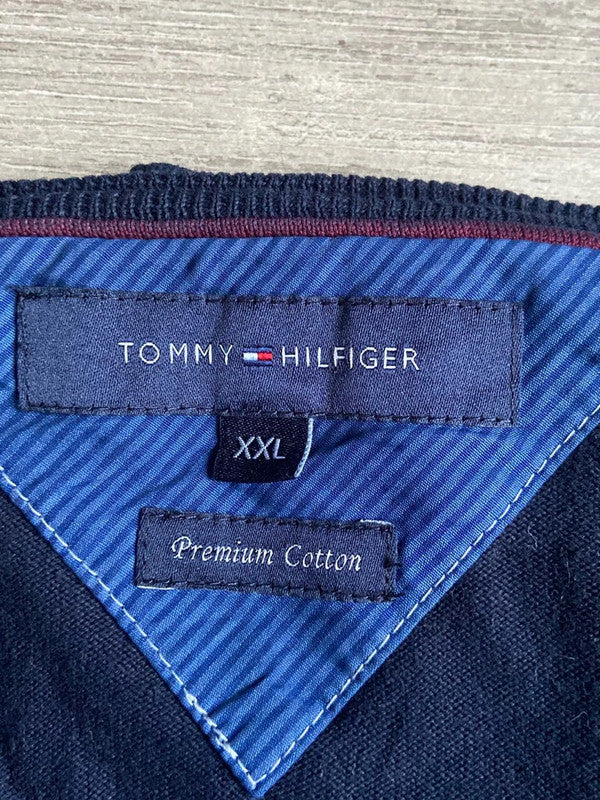 TOMMY HILFIGER
XXL
Premium Cotton